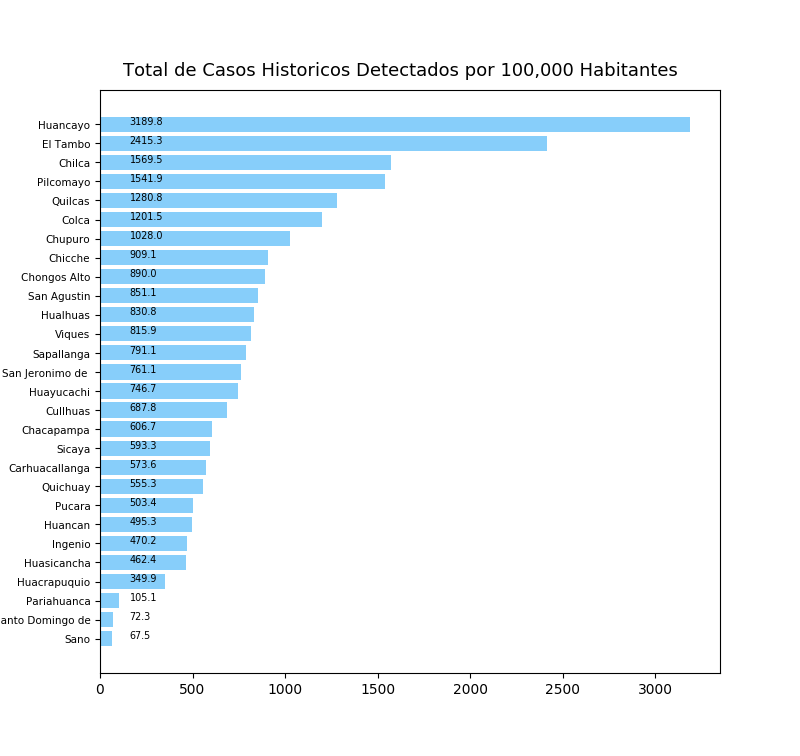 Total de Casos Historicos Detectados por 100,000 Habitantes
Huancayo 3189.8
El Tambo 2415.3
Chilca 1569.5
Pilcomayo 1541.9
Quilcas 1280.8
Colca 1201.5
Chupuro 1028.0
Chicche 909.1
Chongos Alto 890.0
San Agustin 851.1
Hualhuas 830.8
Viques 815.9
Sapallanga 791.1
San Jeronimo de 761.1
Huayucachi 746.7
Cullhuas 687.8
Chacapampa 606.7
Sicaya 593.3
Carhuacallanga 573.6
Quichuay 555.3
Pucara 503.4
Huancan 495.3
Ingenio 470.2
Huasicancha 462.4
Huacrapuquio 349.9
Pariahuanca 105.1
anto Domingo de 72.3
Sano 67.5
0 500 1000 1500 2000 2500 3000